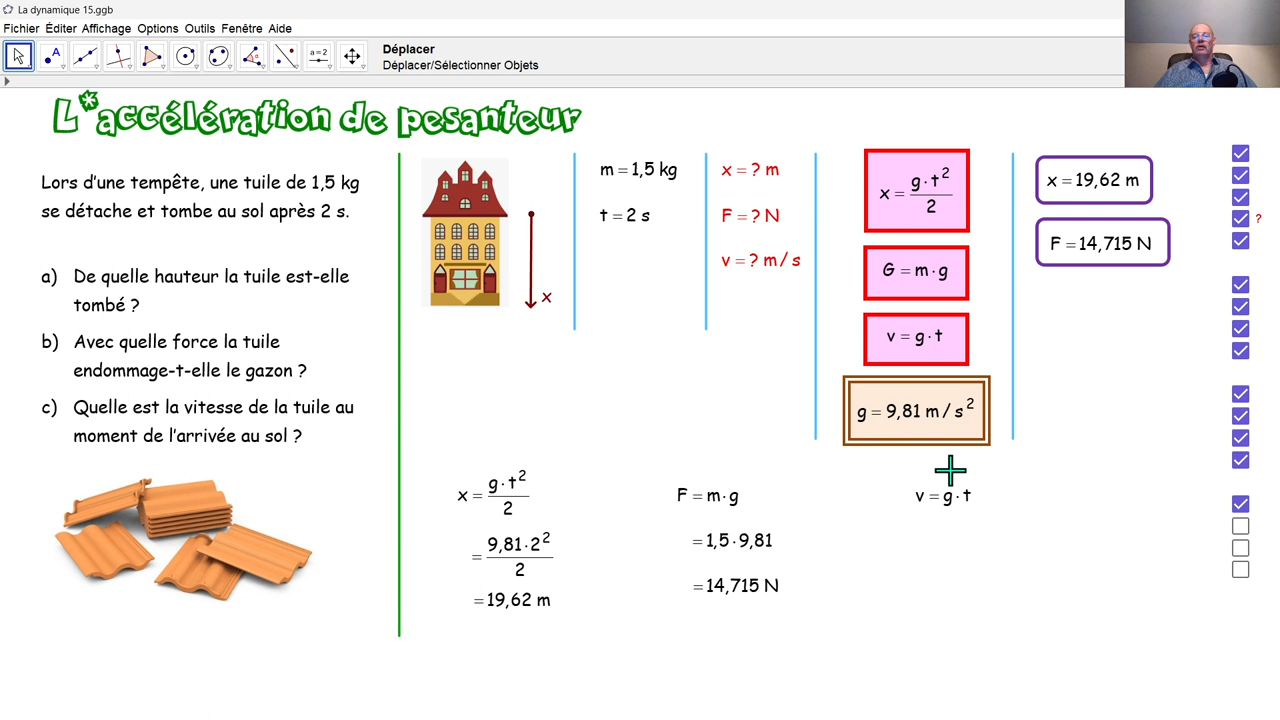 La dynamique 15.ggb
Fichier Éditer Affichage Options Outils Fenêtre Aide
A
a=2
Déplacer
Déplacer/Sélectionner Objets
L'accélération de pesanteur
Lors d'une tempête, une tuile de 1,5 kg
se détache et tombe au sol après 2 s.
a) De quelle hauteur la tuile est-elle
tombé ?
b) Avec quelle force la tuile
endommage-t-elle le gazon ?
c) Quelle est la vitesse de la tuile au
moment de l'arrivée au sol ?
x
m = 1,5 kg
t = 2 s
x = ? m
F = ? N
v = ? m / s
x = g · t² / 2
G = m · g
v = g · t
g = 9,81 m / s²
x = 19,62 m
F = 14,715 N
?
x = g · t² / 2
= 9,81 · 2² / 2
= 19,62 m
F = m · g
= 1,5 · 9,81
= 14,715 N
v = g · t